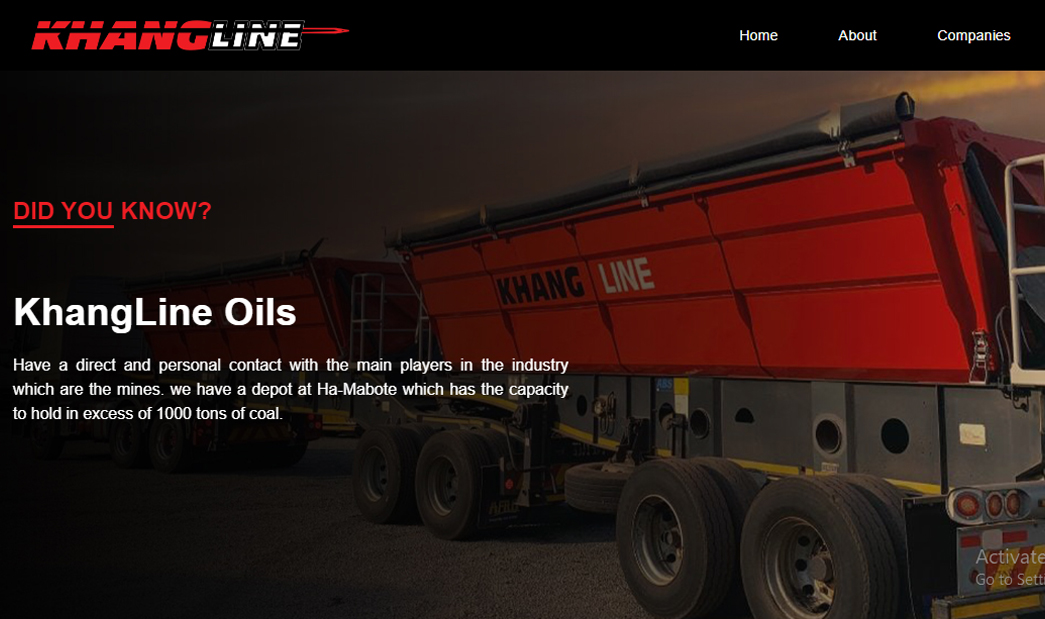 KHANGLINE
Home About Companies
DID YOU KNOW?
KHANG LINE
KhangLine Oils
Have a direct and personal contact with the main players in the industry
which are the mines. we have a depot at Ha-Mabote which has the capacity
to hold in excess of 1000 tons of coal.
ABS
Activate
Go to Sett